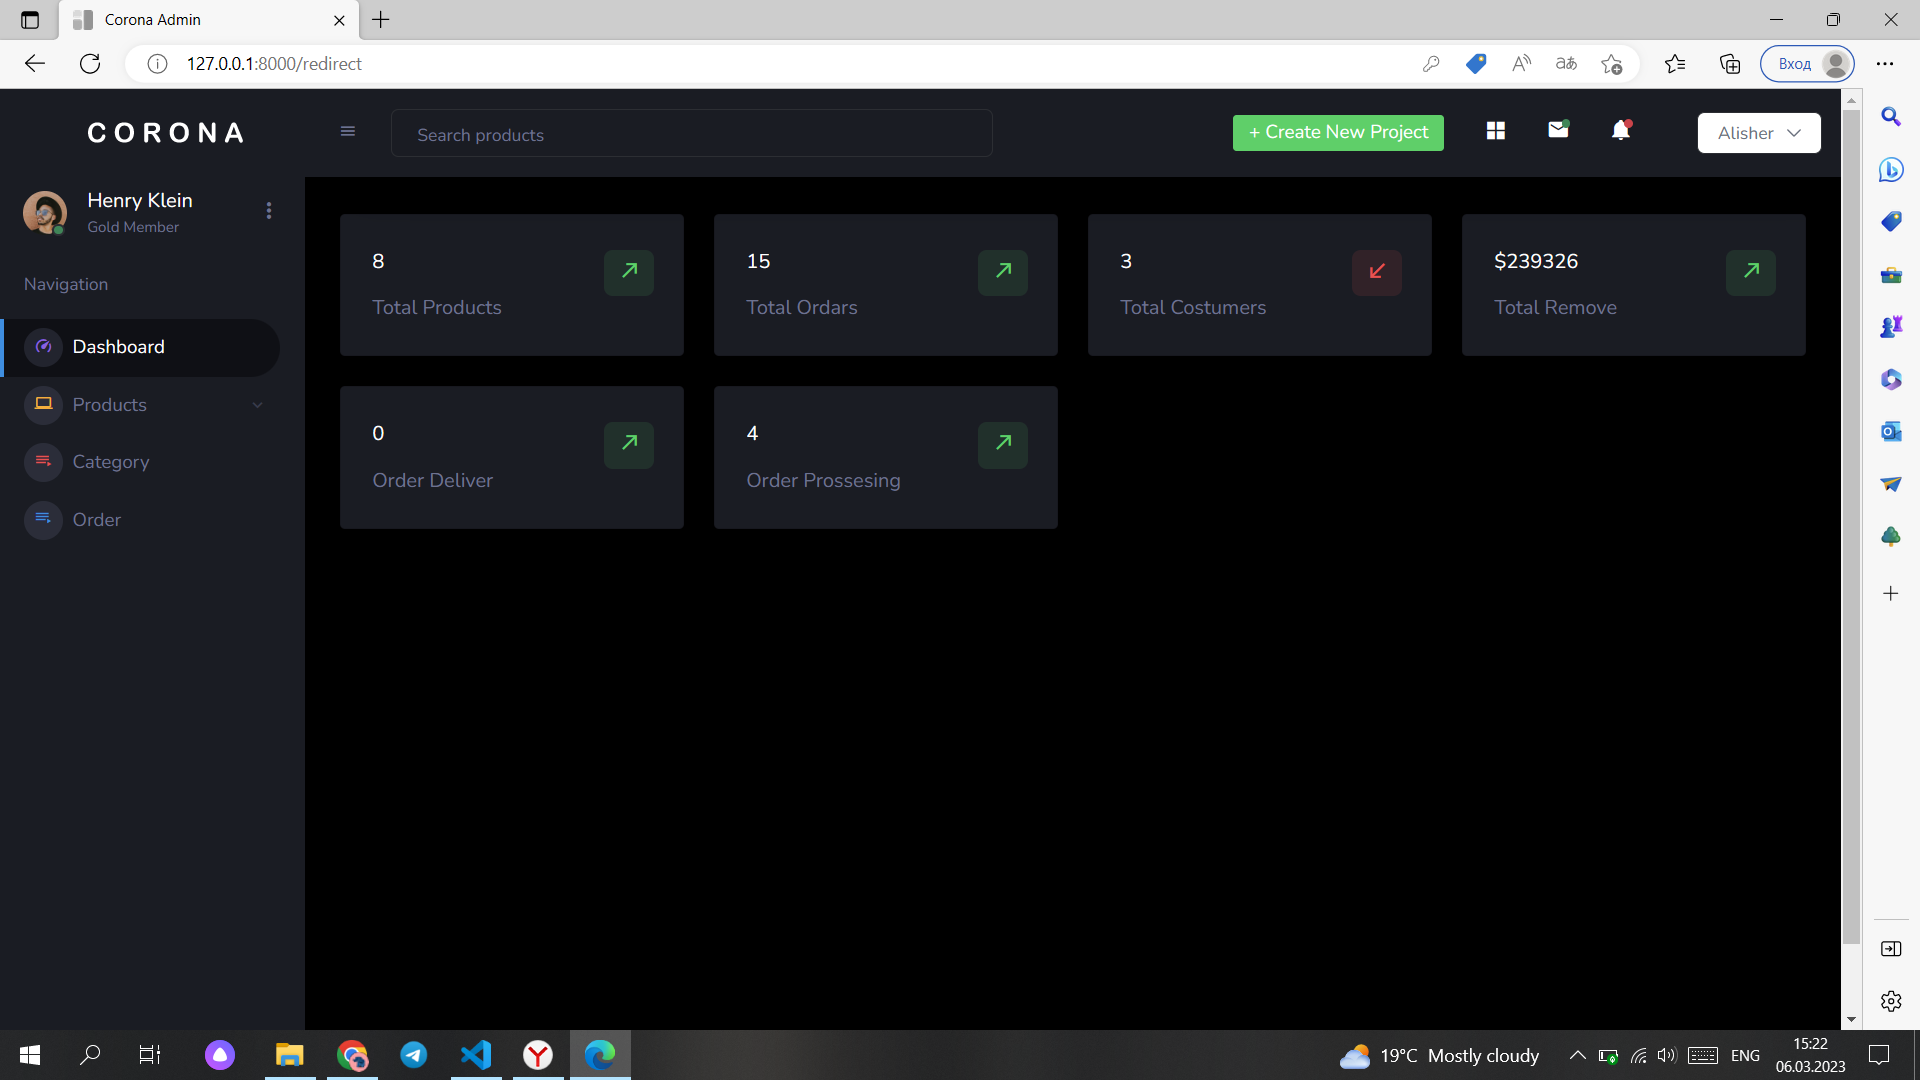 Corona Admin
127.0.0.1:8000/redirect
Вход
CORONA
Search products
+ Create New Project
Alisher
Henry Klein
Gold Member
Navigation
Dashboard
Products
Category
Order
8
Total Products
15
Total Ordars
3
Total Costumers
$239326
Total Remove
0
Order Deliver
4
Order Prossesing
19°C Mostly cloudy
ENG
15:22
06.03.2023